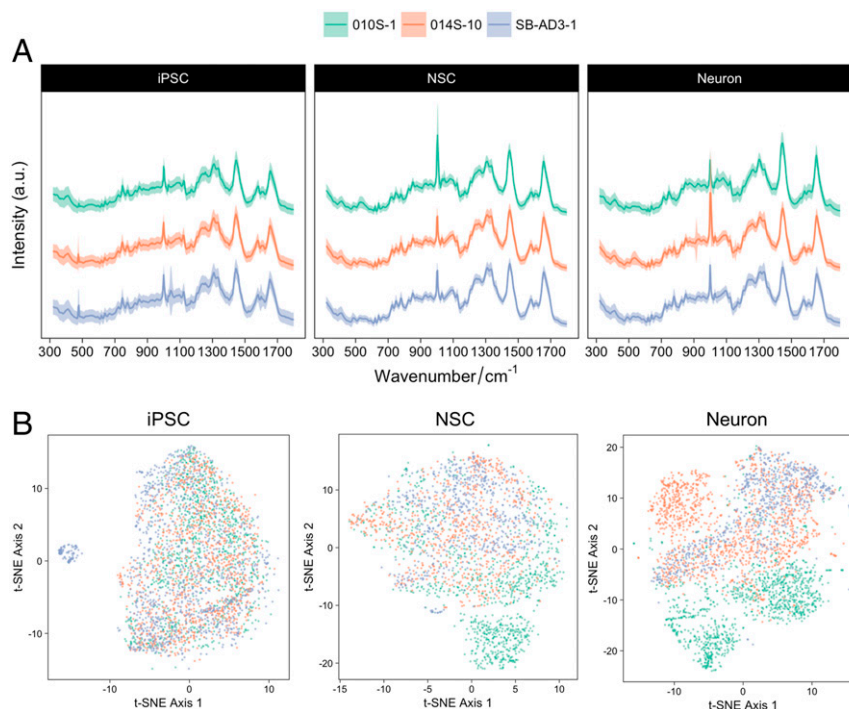 010S-1 014S-10 SB-AD3-1
A
iPSC NSC Neuron
Intensity (a.u.)
300 500 700 900 1100 1300 1500 1700 300 500 700 900 1100 1300 1500 1700 300 500 700 900 1100 1300 1500 1700
Wavenumber/cm⁻¹
B
iPSC NSC Neuron
t-SNE Axis 2
10
0
-10
-10 0 10
t-SNE Axis 1
t-SNE Axis 2
10
0
-10
-20
-15 -10 -5 0 5 10
t-SNE Axis 1
t-SNE Axis 2
20
10
0
-10
-20
-10 0 10
t-SNE Axis 1